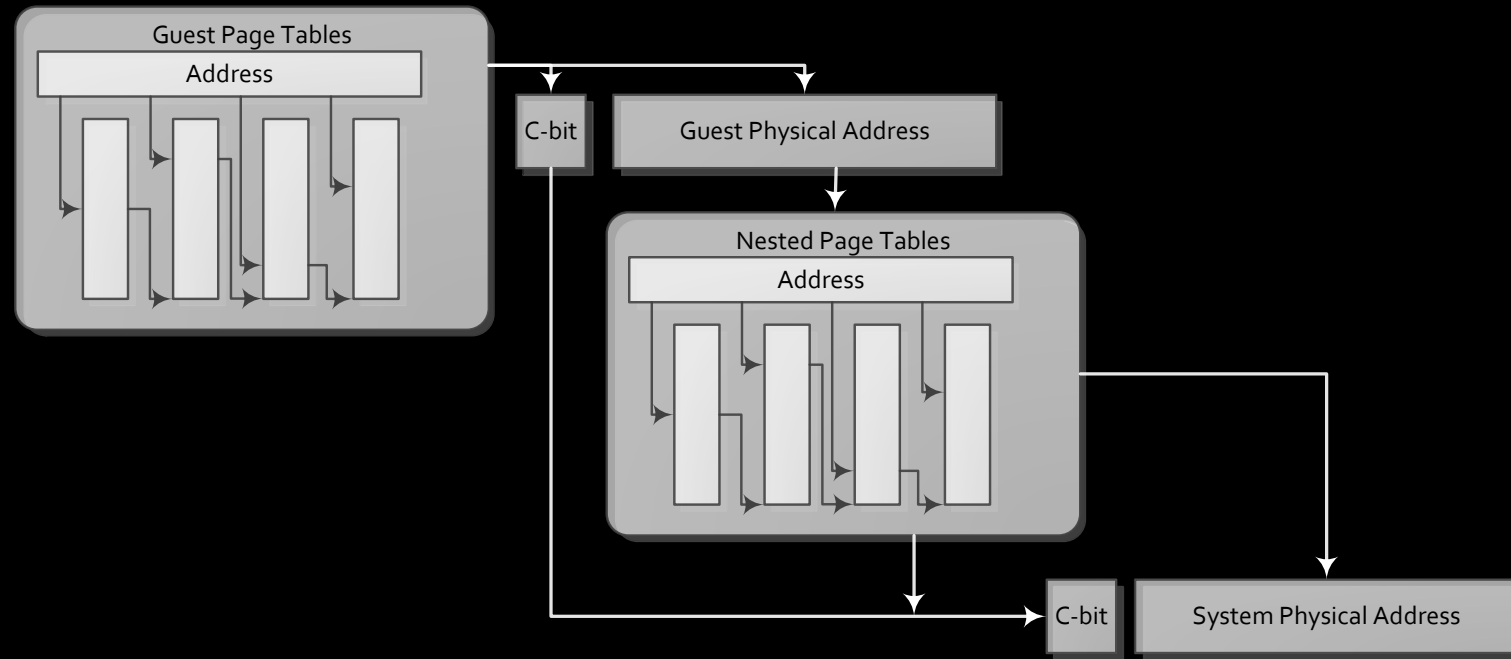 Guest Page Tables
Address
C-bit
Guest Physical Address
Nested Page Tables
Address
C-bit
System Physical Address